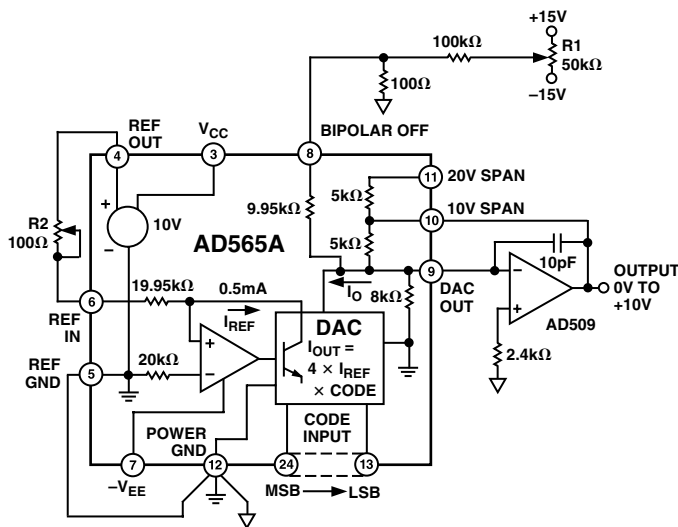 +15V
100kΩ
R1
50kΩ
100Ω
–15V
REF
OUT
VCC
BIPOLAR OFF
4
3
8
11
20V SPAN
5kΩ
9.95kΩ
10
10V SPAN
+
10V
–
R2
100Ω
AD565A
5kΩ
10pF
9
–
OUTPUT
0V TO
+10V
19.95kΩ
0.5mA
IO
8kΩ
DAC
OUT
6
REF
IN
IREF
DAC
+
AD509
REF
GND
5
20kΩ
+
–
IOUT =
4 × IREF
× CODE
2.4kΩ
POWER
GND
CODE
INPUT
7
12
24
13
–VEE
MSB
LSB